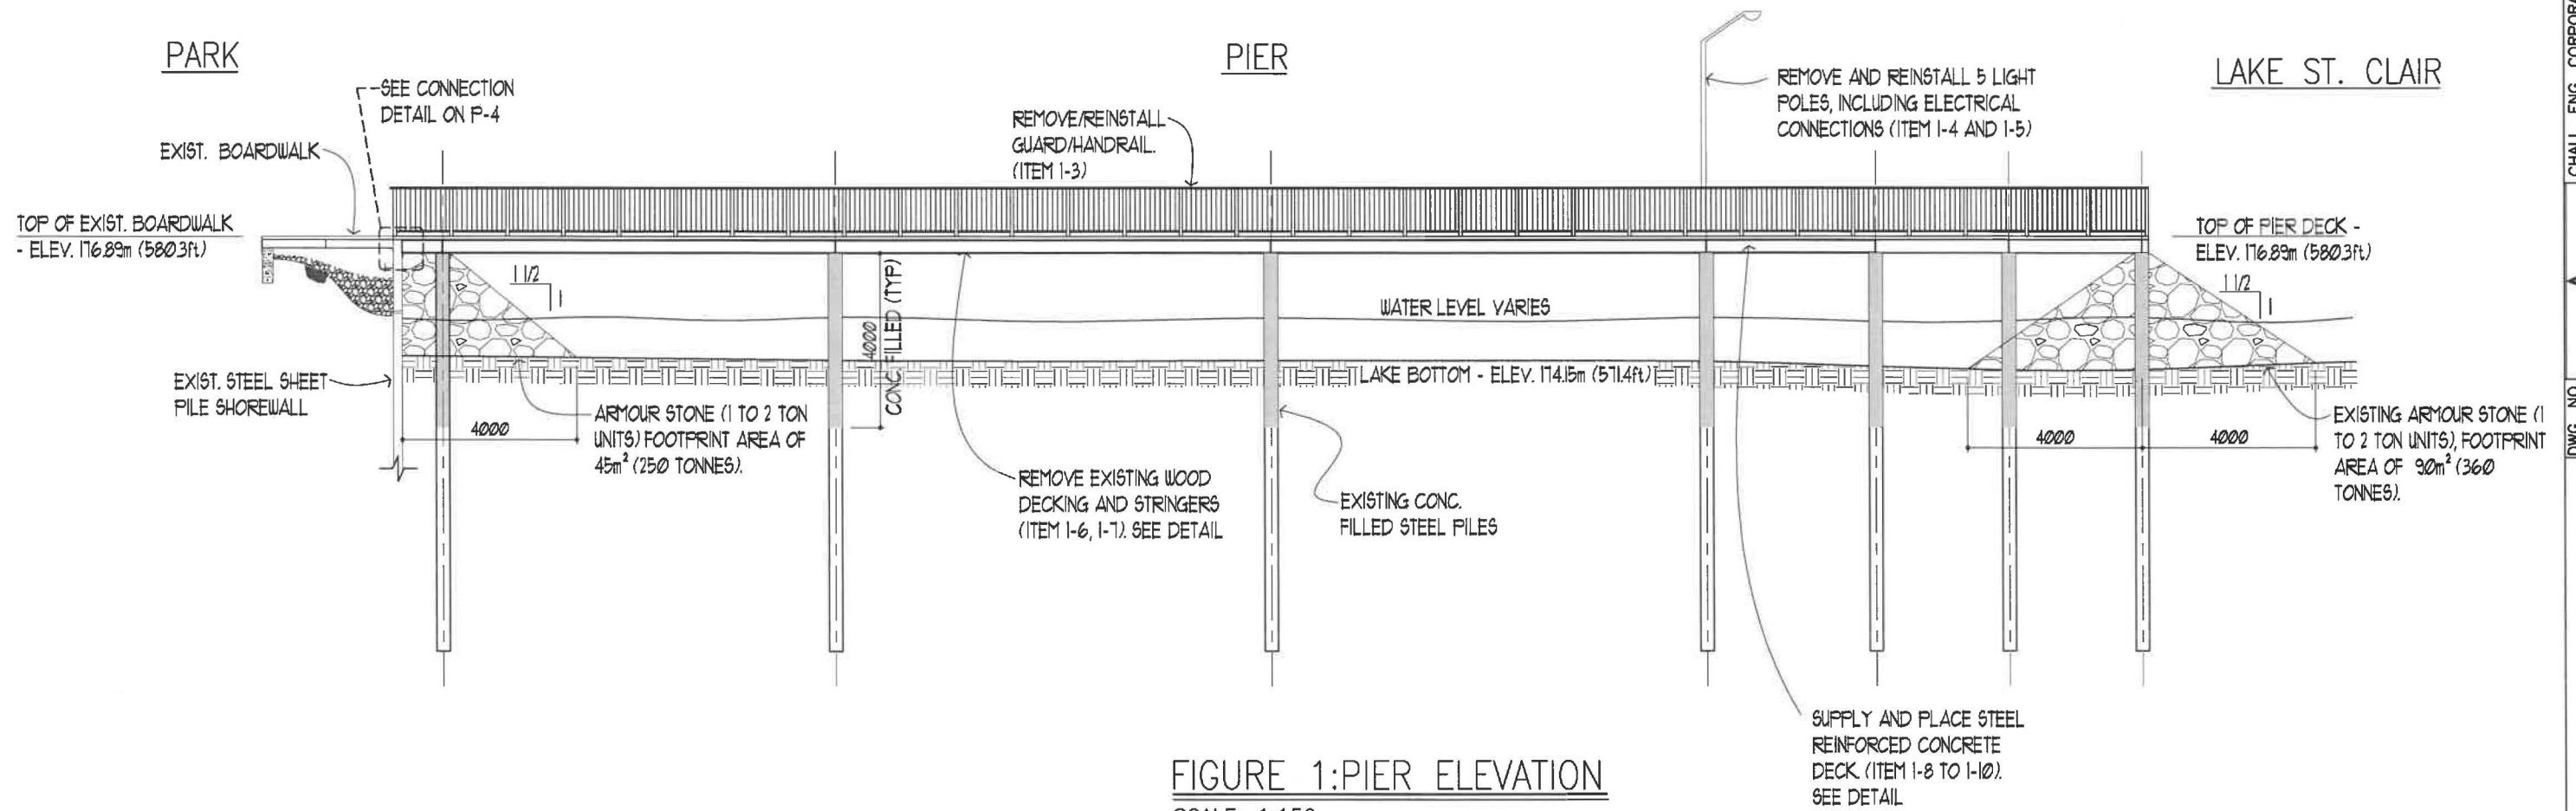 PARK
PIER
LAKE ST. CLAIR
SEE CONNECTION
DETAIL ON P-4
EXIST. BOARDWALK
TOP OF EXIST. BOARDWALK
- ELEV. 176.89m (580.3ft)
REMOVE/REINSTALL
GUARD/HANDRAIL.
(ITEM 1-3)
REMOVE AND REINSTALL 5 LIGHT
POLES, INCLUDING ELECTRICAL
CONNECTIONS (ITEM 1-4 AND 1-5)
TOP OF PIER DECK -
ELEV. 176.89m (580.3ft)
1 1/2
1
4000
CONC FILLED (TYP)
WATER LEVEL VARIES
1 1/2
1
EXIST. STEEL SHEET
PILE SHOREWALL
LAKE BOTTOM - ELEV. 174.15m (571.4ft)
4000
ARMOUR STONE (1 TO 2 TON
UNITS) FOOTPRINT AREA OF
45m² (250 TONNES).
REMOVE EXISTING WOOD
DECKING AND STRINGERS
(ITEM 1-6, 1-7). SEE DETAIL
EXISTING CONC.
FILLED STEEL PILES
4000
4000
EXISTING ARMOUR STONE (1
TO 2 TON UNITS), FOOTPRINT
AREA OF 90m² (360
TONNES).
SUPPLY AND PLACE STEEL
REINFORCED CONCRETE
DECK. (ITEM 1-8 TO 1-10).
SEE DETAIL
FIGURE 1:PIER ELEVATION
DWG NO